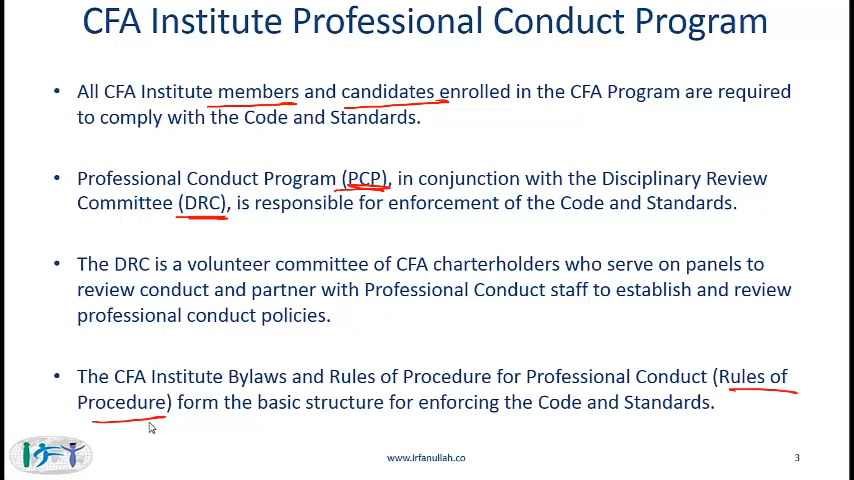 CFA Institute Professional Conduct Program
• All CFA Institute members and candidates enrolled in the CFA Program are required
to comply with the Code and Standards.
• Professional Conduct Program (PCP), in conjunction with the Disciplinary Review
Committee (DRC), is responsible for enforcement of the Code and Standards.
• The DRC is a volunteer committee of CFA charterholders who serve on panels to
review conduct and partner with Professional Conduct staff to establish and review
professional conduct policies.
• The CFA Institute Bylaws and Rules of Procedure for Professional Conduct (Rules of
Procedure) form the basic structure for enforcing the Code and Standards.
www.irfanullah.co
3